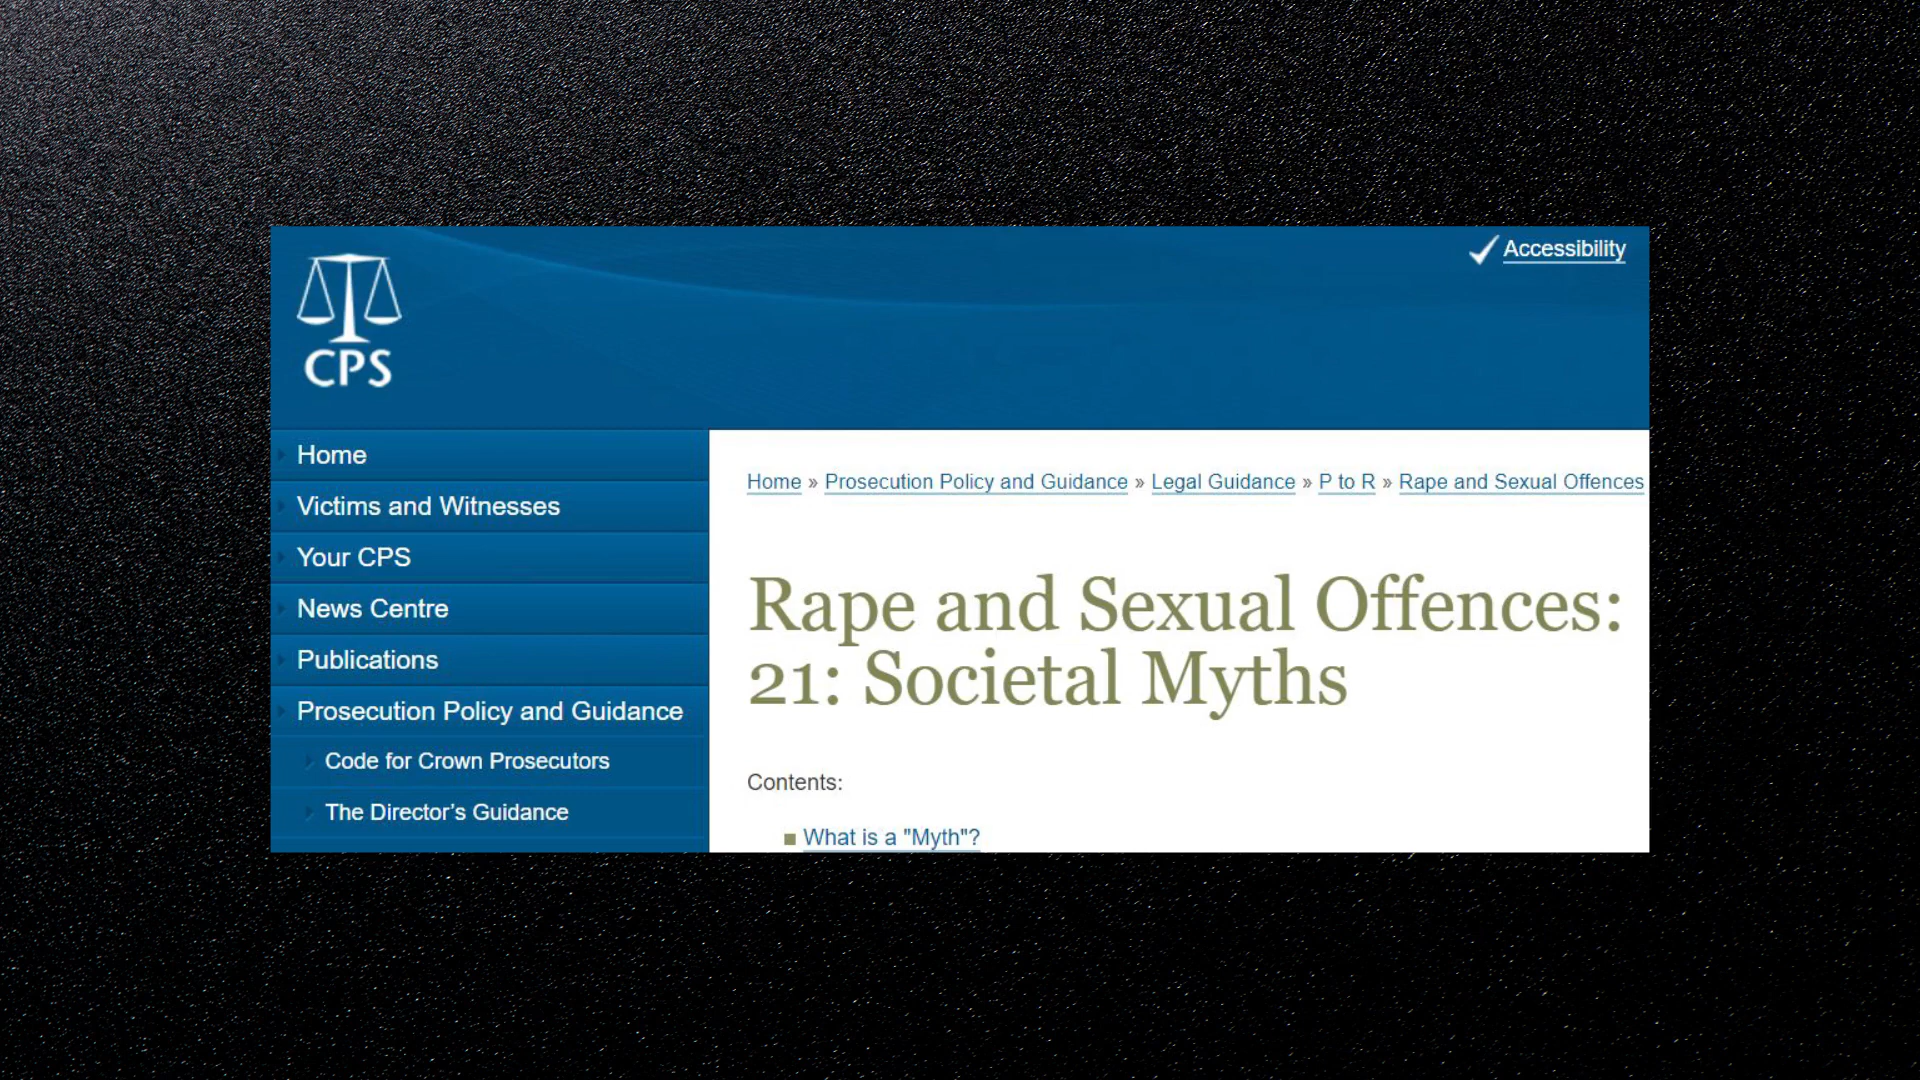 Accessibility
CPS
Home
Victims and Witnesses
Your CPS
News Centre
Publications
Prosecution Policy and Guidance
Code for Crown Prosecutors
The Director’s Guidance
Home » Prosecution Policy and Guidance » Legal Guidance » P to R » Rape and Sexual Offences
Rape and Sexual Offences:
21: Societal Myths
Contents:
What is a "Myth"?